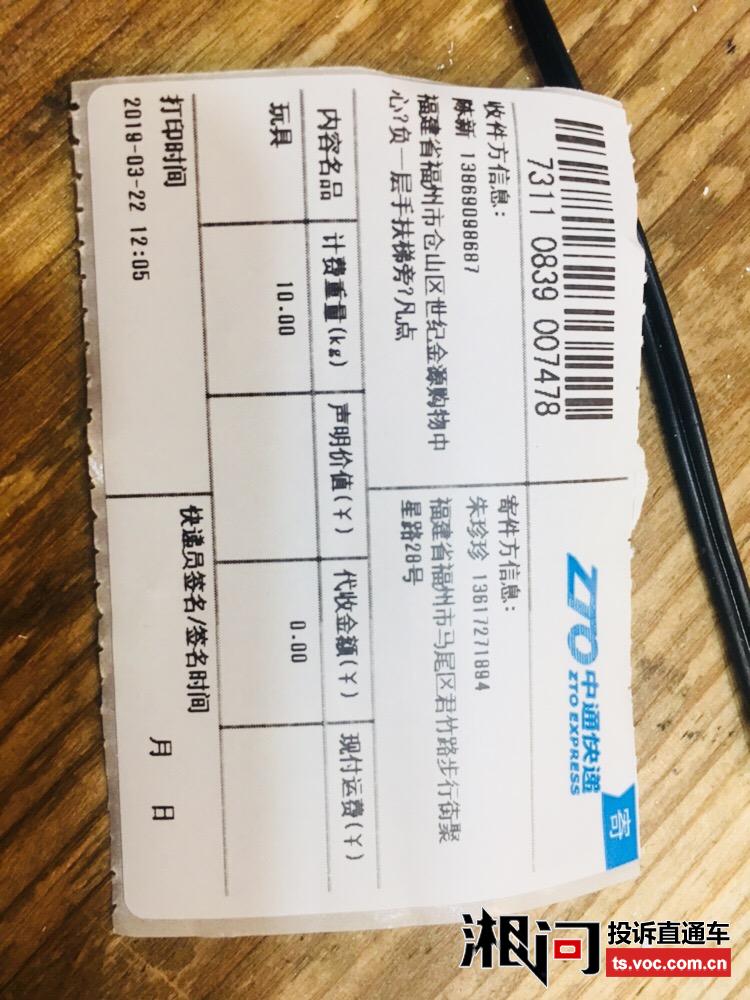 7311 0839 007478
ZTO 中通快递
ZTO EXPRESS
寄
收件方信息：
陈新 13869098687
福建省福州市仓山区世纪金源购物中
心?负一层手扶梯旁?凡点
寄件方信息：
朱珍珍 13617271894
福建省福州市马尾区君竹路步行街聚
星路28号
内容名品 计费重量(kg) 声明价值(￥) 代收金额(￥) 现付运费(￥)
玩具 10.00 0.00
打印时间
2019-03-22 12:05
快递员签名/签名时间
月 日
湘问 投诉直通车
ts.voc.com.cn